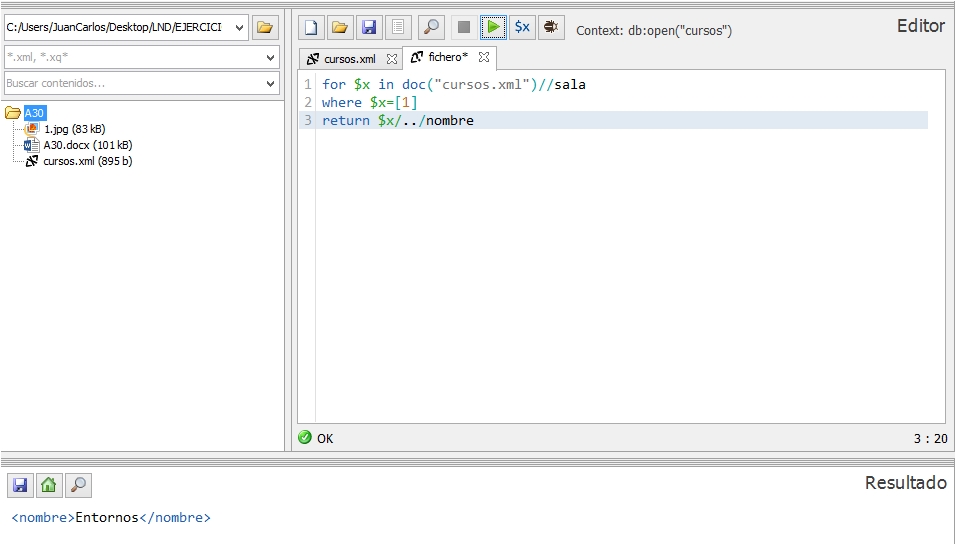 C:/Users/JuanCarlos/Desktop/LND/EJERCICI
*.xml, *.xq*
Buscar contenidos...
A30
1.jpg (83 kB)
A30.docx (101 kB)
cursos.xml (895 b)
$x
Context: db:open("cursos")
Editor
cursos.xml
fichero*
1 for $x in doc("cursos.xml")//sala
2 where $x=[1]
3 return $x/../nombre
OK
3 : 20
Resultado
<nombre>Entornos</nombre>